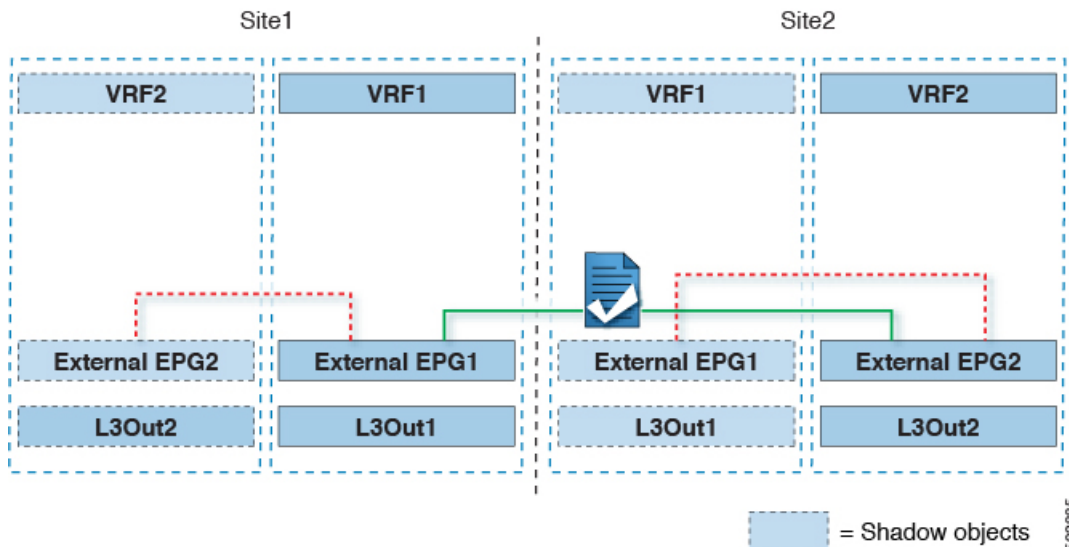 Site1
Site2
VRF2
VRF1
VRF1
VRF2
External EPG2
External EPG1
External EPG1
External EPG2
L3Out2
L3Out1
L3Out1
L3Out2
= Shadow objects